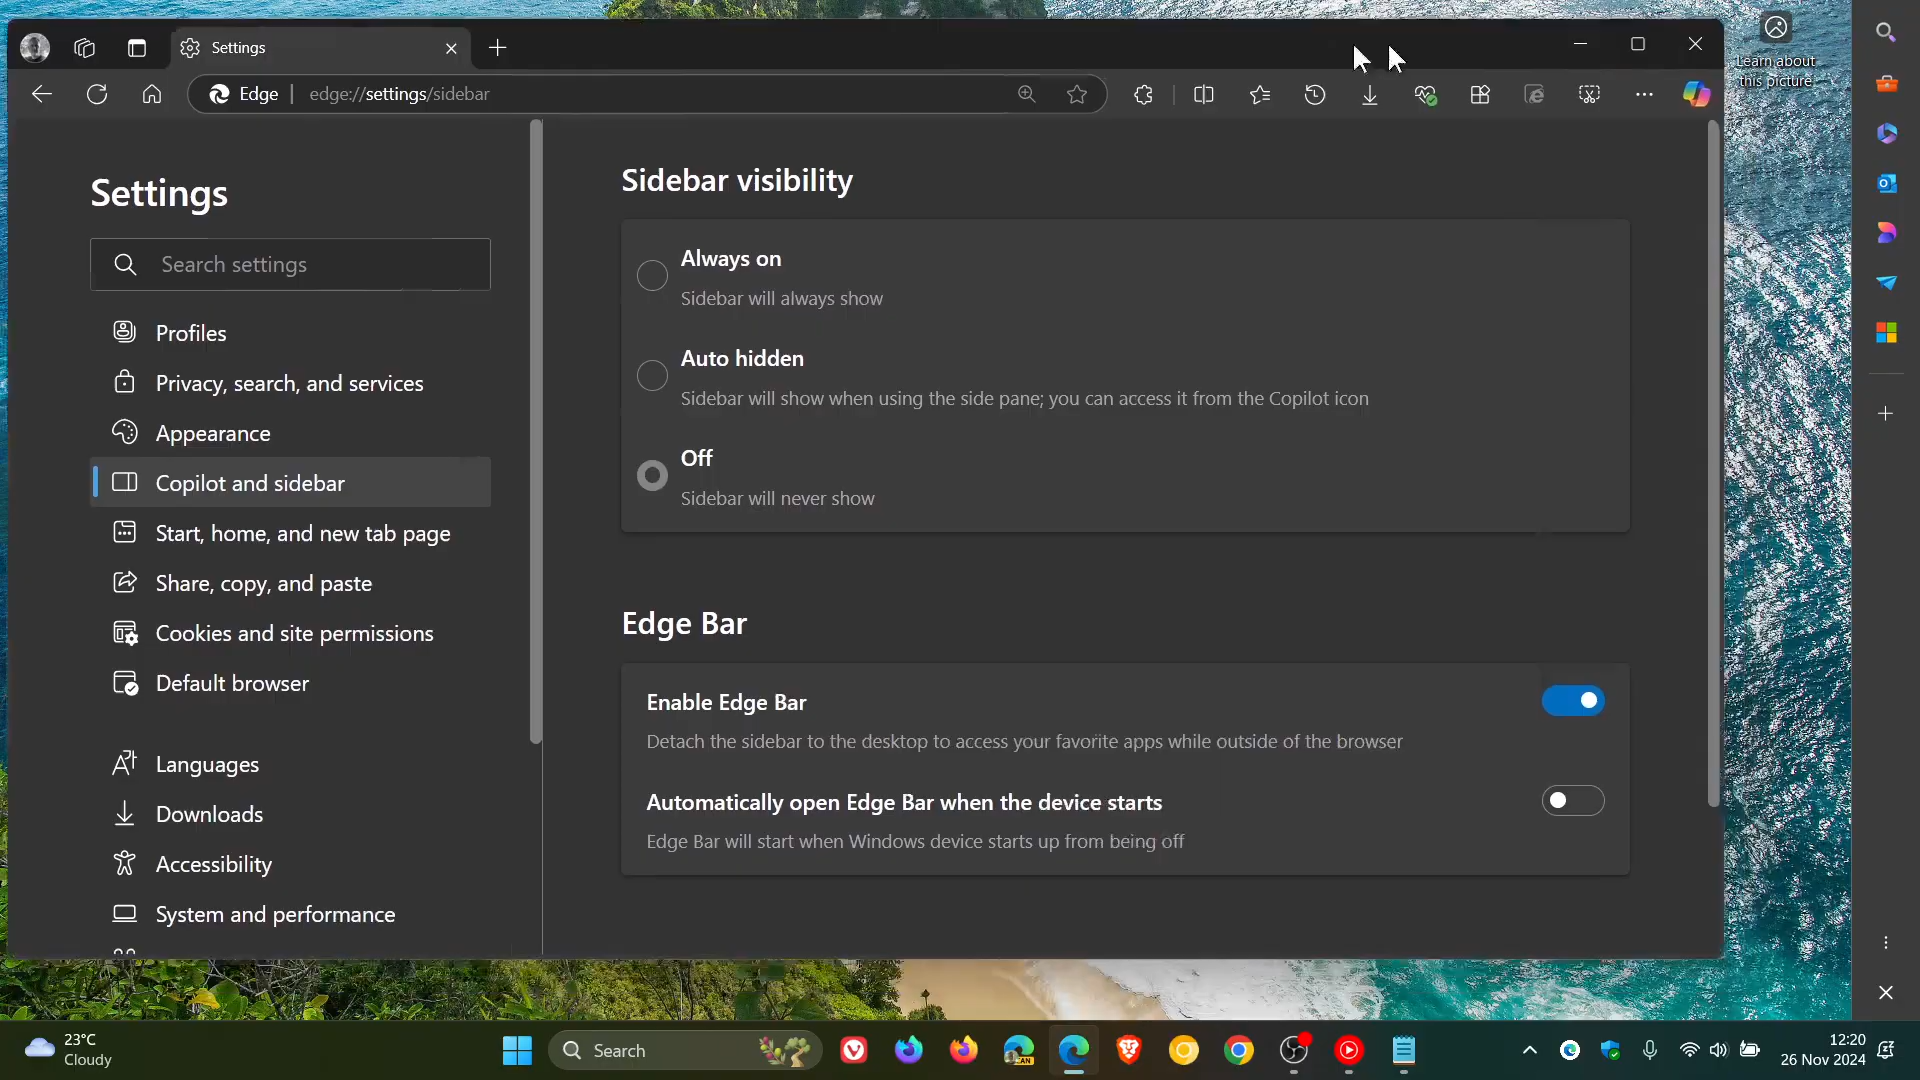 Settings
Edge
edge://settings/sidebar
Learn about
this picture
Settings
Search settings
Profiles
Privacy, search, and services
Appearance
Copilot and sidebar
Start, home, and new tab page
Share, copy, and paste
Cookies and site permissions
Default browser
Languages
Downloads
Accessibility
System and performance
Sidebar visibility
Always on
Sidebar will always show
Auto hidden
Sidebar will show when using the side pane; you can access it from the Copilot icon
Off
Sidebar will never show
Edge Bar
Enable Edge Bar
Detach the sidebar to the desktop to access your favorite apps while outside of the browser
Automatically open Edge Bar when the device starts
Edge Bar will start when Windows device starts up from being off
23°C
Cloudy
Search
CAN
12:20
26 Nov 2024